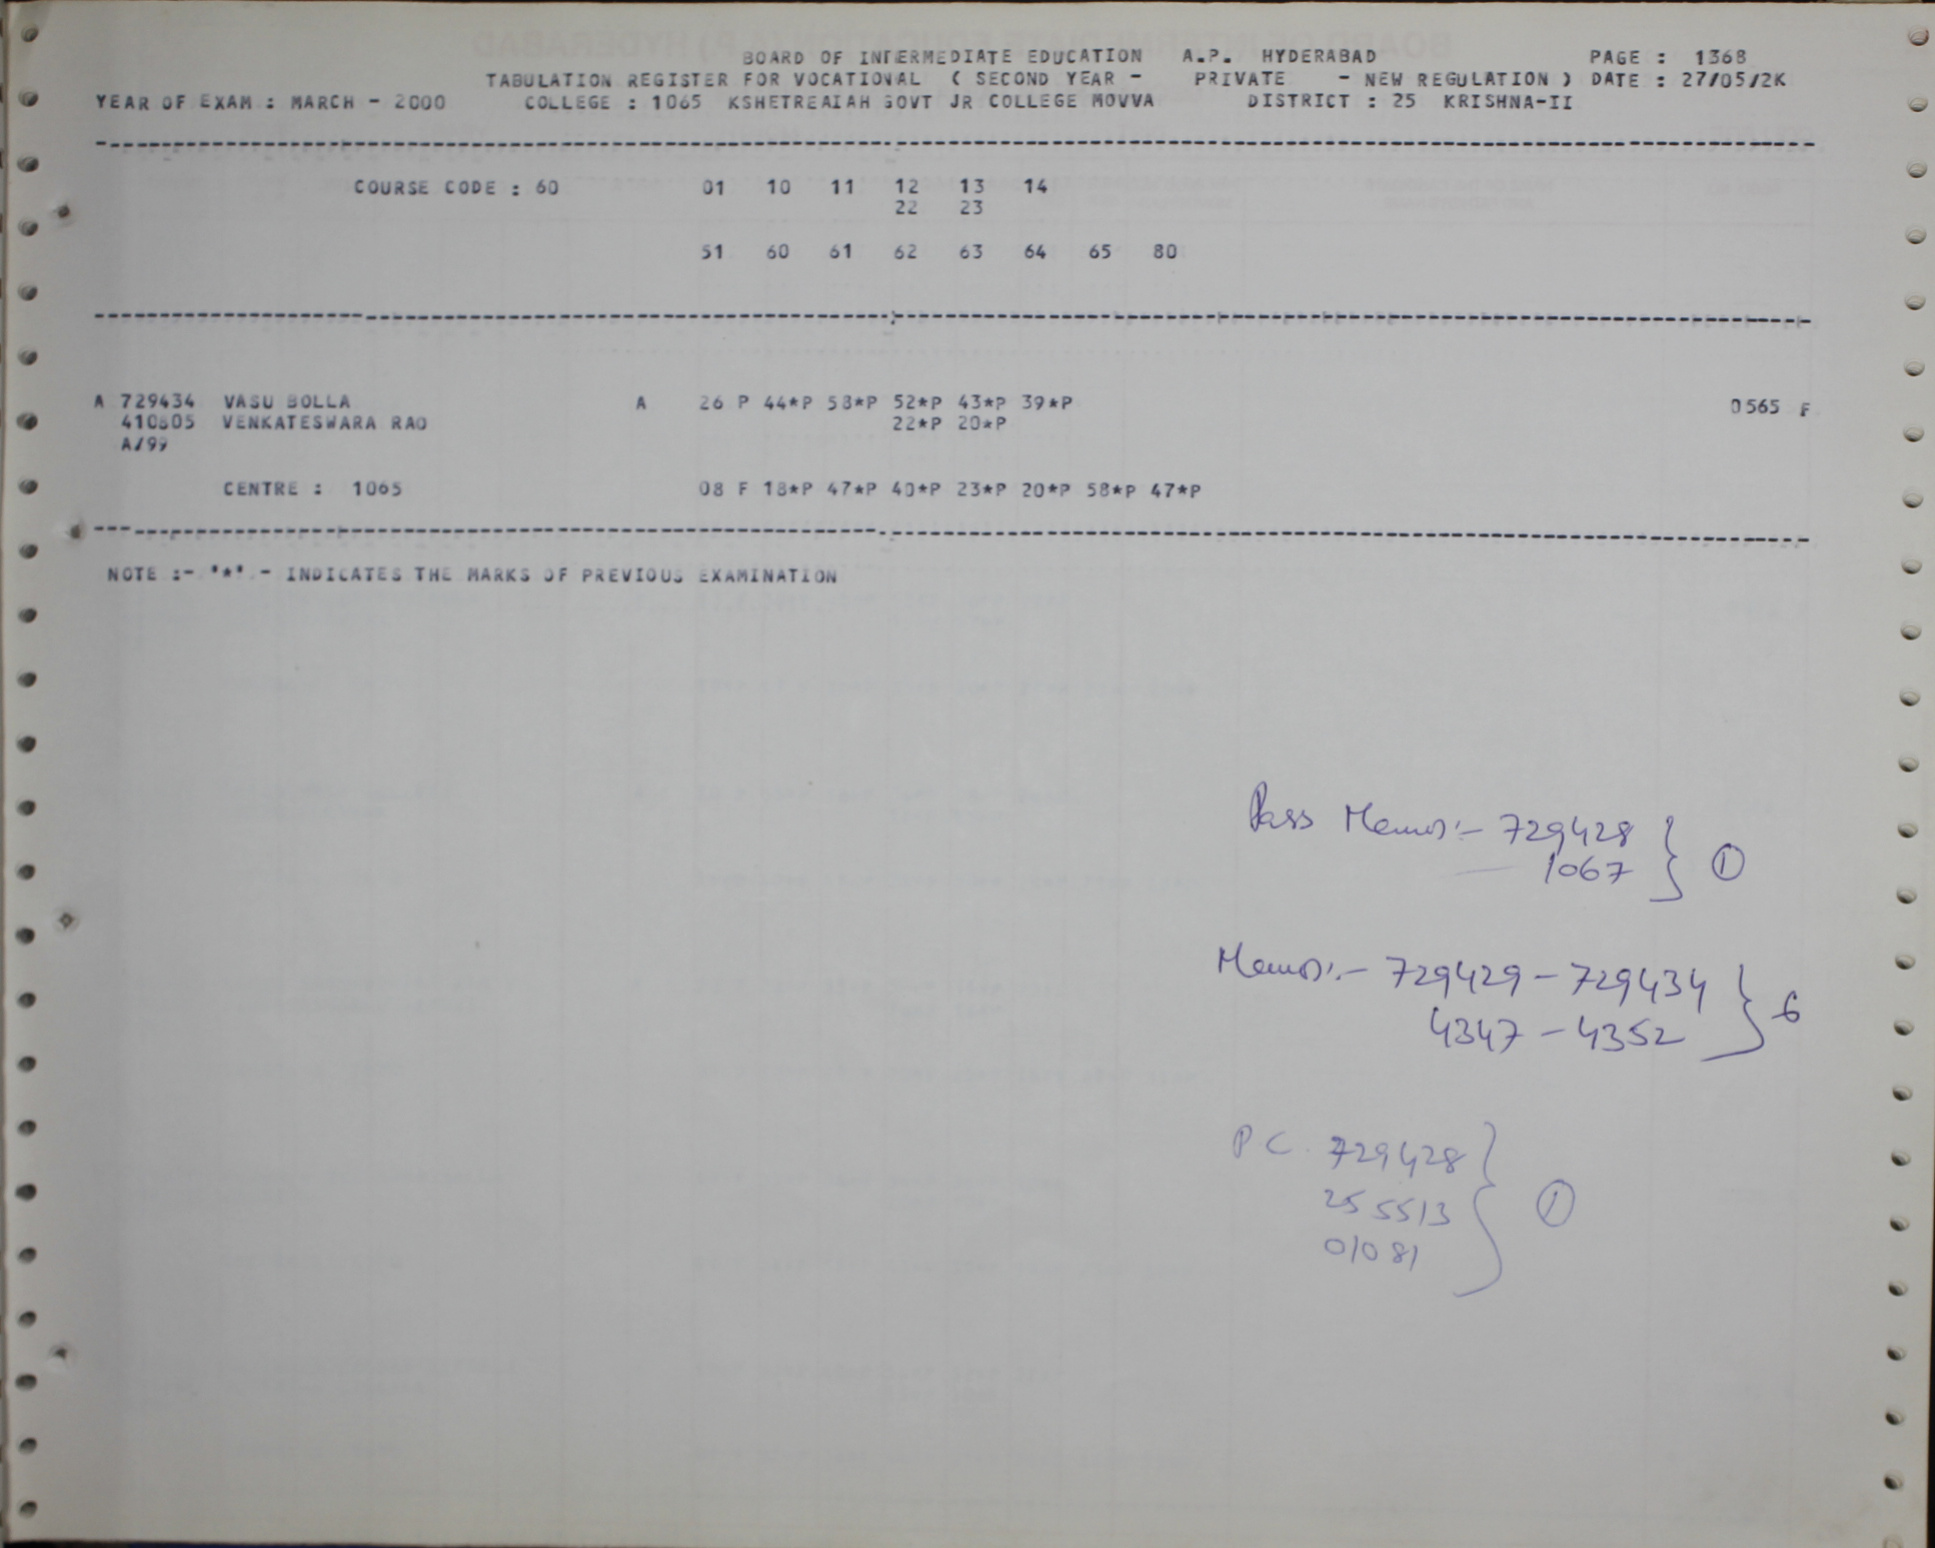 BOARD OF INTERMEDIATE EDUCATION A.P. HYDERABAD PAGE : 1368
TABULATION REGISTER FOR VOCATIONAL ( SECOND YEAR - PRIVATE - NEW REGULATION ) DATE : 27/05/2K
YEAR OF EXAM : MARCH - 2000 COLLEGE : 1065 KSHETREAIAH GOVT JR COLLEGE MOVVA DISTRICT : 25 KRISHNA-II
COURSE CODE : 60 01 10 11 12 13 14
22 23
51 60 61 62 63 64 65 80
A 729434 VASU BOLLA A 26 P 44*P 58*P 52*P 43*P 39*P 0565 F
410805 VENKATESWARA RAO 22*P 20*P
A/99
CENTRE : 1065 08 F 18*P 47*P 40*P 23*P 20*P 58*P 47*P
NOTE :- '*' - INDICATES THE MARKS OF PREVIOUS EXAMINATION
Pass Memos:- 729428
1067 } 1
Memos:- 729429 - 729434
4347 - 4352 } 6
P C. 729428
255513 } 1
01081